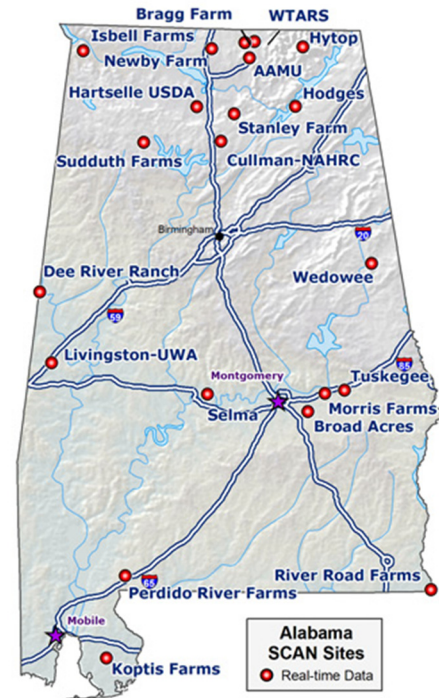 Bragg Farm
WTARS
Isbell Farms
Hytop
Newby Farm
AAMU
Hartselle USDA
Hodges
Stanley Farm
Sudduth Farms
Cullman-NAHRC
Birmingham
20
Dee River Ranch
Wedowee
59
Livingston-UWA
85
Montgomery
Tuskegee
Selma
Morris Farms
Broad Acres
River Road Farms
65
Perdido River Farms
Mobile
Koptis Farms
Alabama
SCAN Sites
Real-time Data